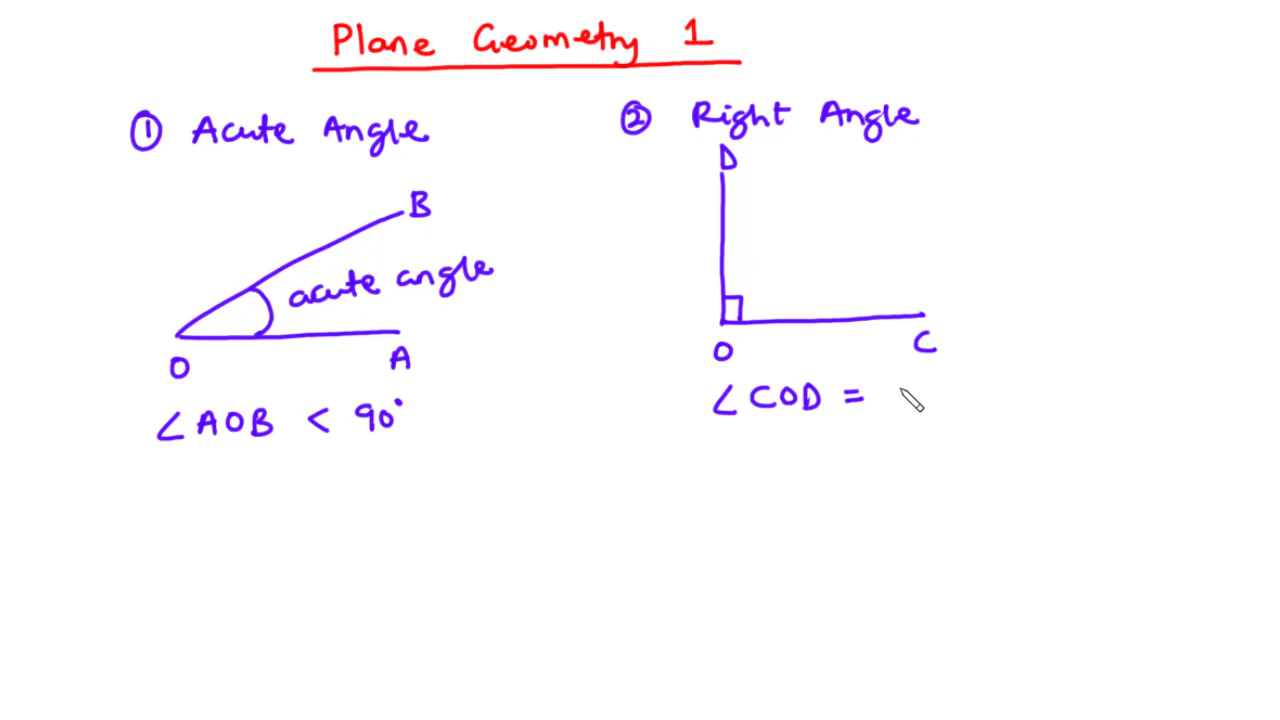 Plane Geometry 1
① Acute Angle
B
acute angle
O A
∠AOB < 90°
② Right Angle
D
O C
∠COD =